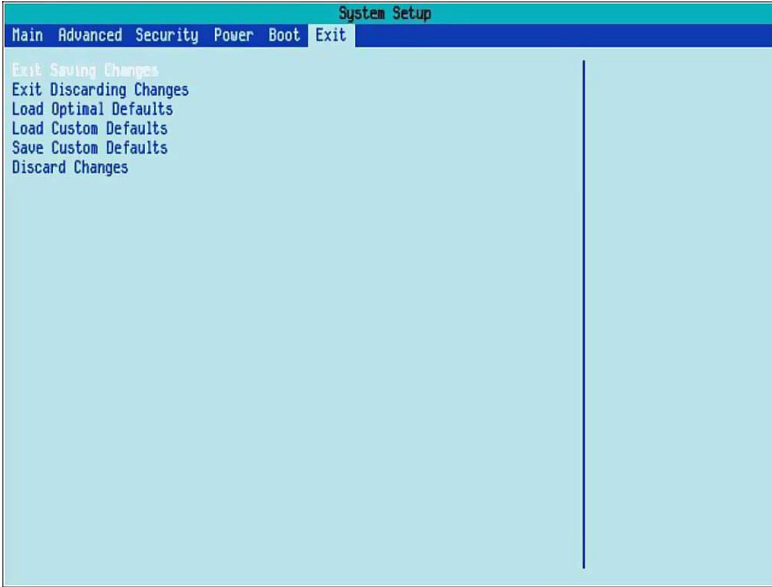 System Setup
Main Advanced Security Power Boot Exit
Exit Saving Changes
Exit Discarding Changes
Load Optimal Defaults
Load Custom Defaults
Save Custom Defaults
Discard Changes